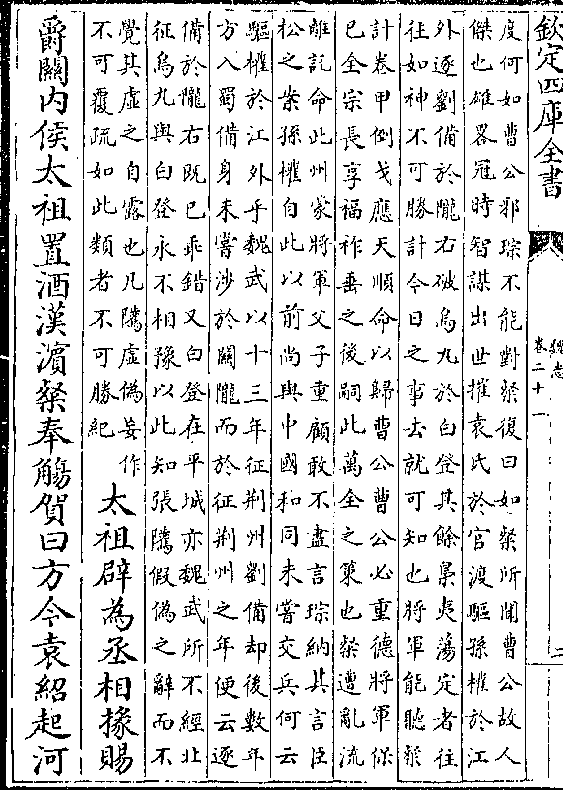 欽定四庫全書
魏志
卷二十一
二
度何如曹公邪琮不能對粲復曰如粲所聞曹公故人
傑也雄畧冠時智謀出世摧袁氏於官渡驅孫權於江
外逐劉備於隴右破烏丸於白登其餘梟夷蕩定者往
往如神不可勝計今日之事去就可知也將軍能聽粲
計卷甲倒戈應天順命以歸曹公曹公必重德將軍保
已全宗長享福祚垂之後嗣此萬全之策也粲遭亂流
離託命此州蒙將軍父子重顧敢不盡言琮納其言臣
松之案孫權自此以前尚與中國和同未嘗交兵何云
驅權於江外乎魏武以十三年征荆州劉備却後數年
方入蜀備身未嘗涉於關隴而於征荆州之年便云逐
備於隴右既已乖錯又白登在平城亦魏武所不經北
征烏丸與白登永不相豫以此知張隲假偽之辭而不
覺其虛之自露也凡隲虛偽妄作
不可覆疏如此類者不可勝紀
太祖辟為丞相掾賜
爵關内侯太祖置酒漢濱粲奉觴賀曰方今袁紹起河